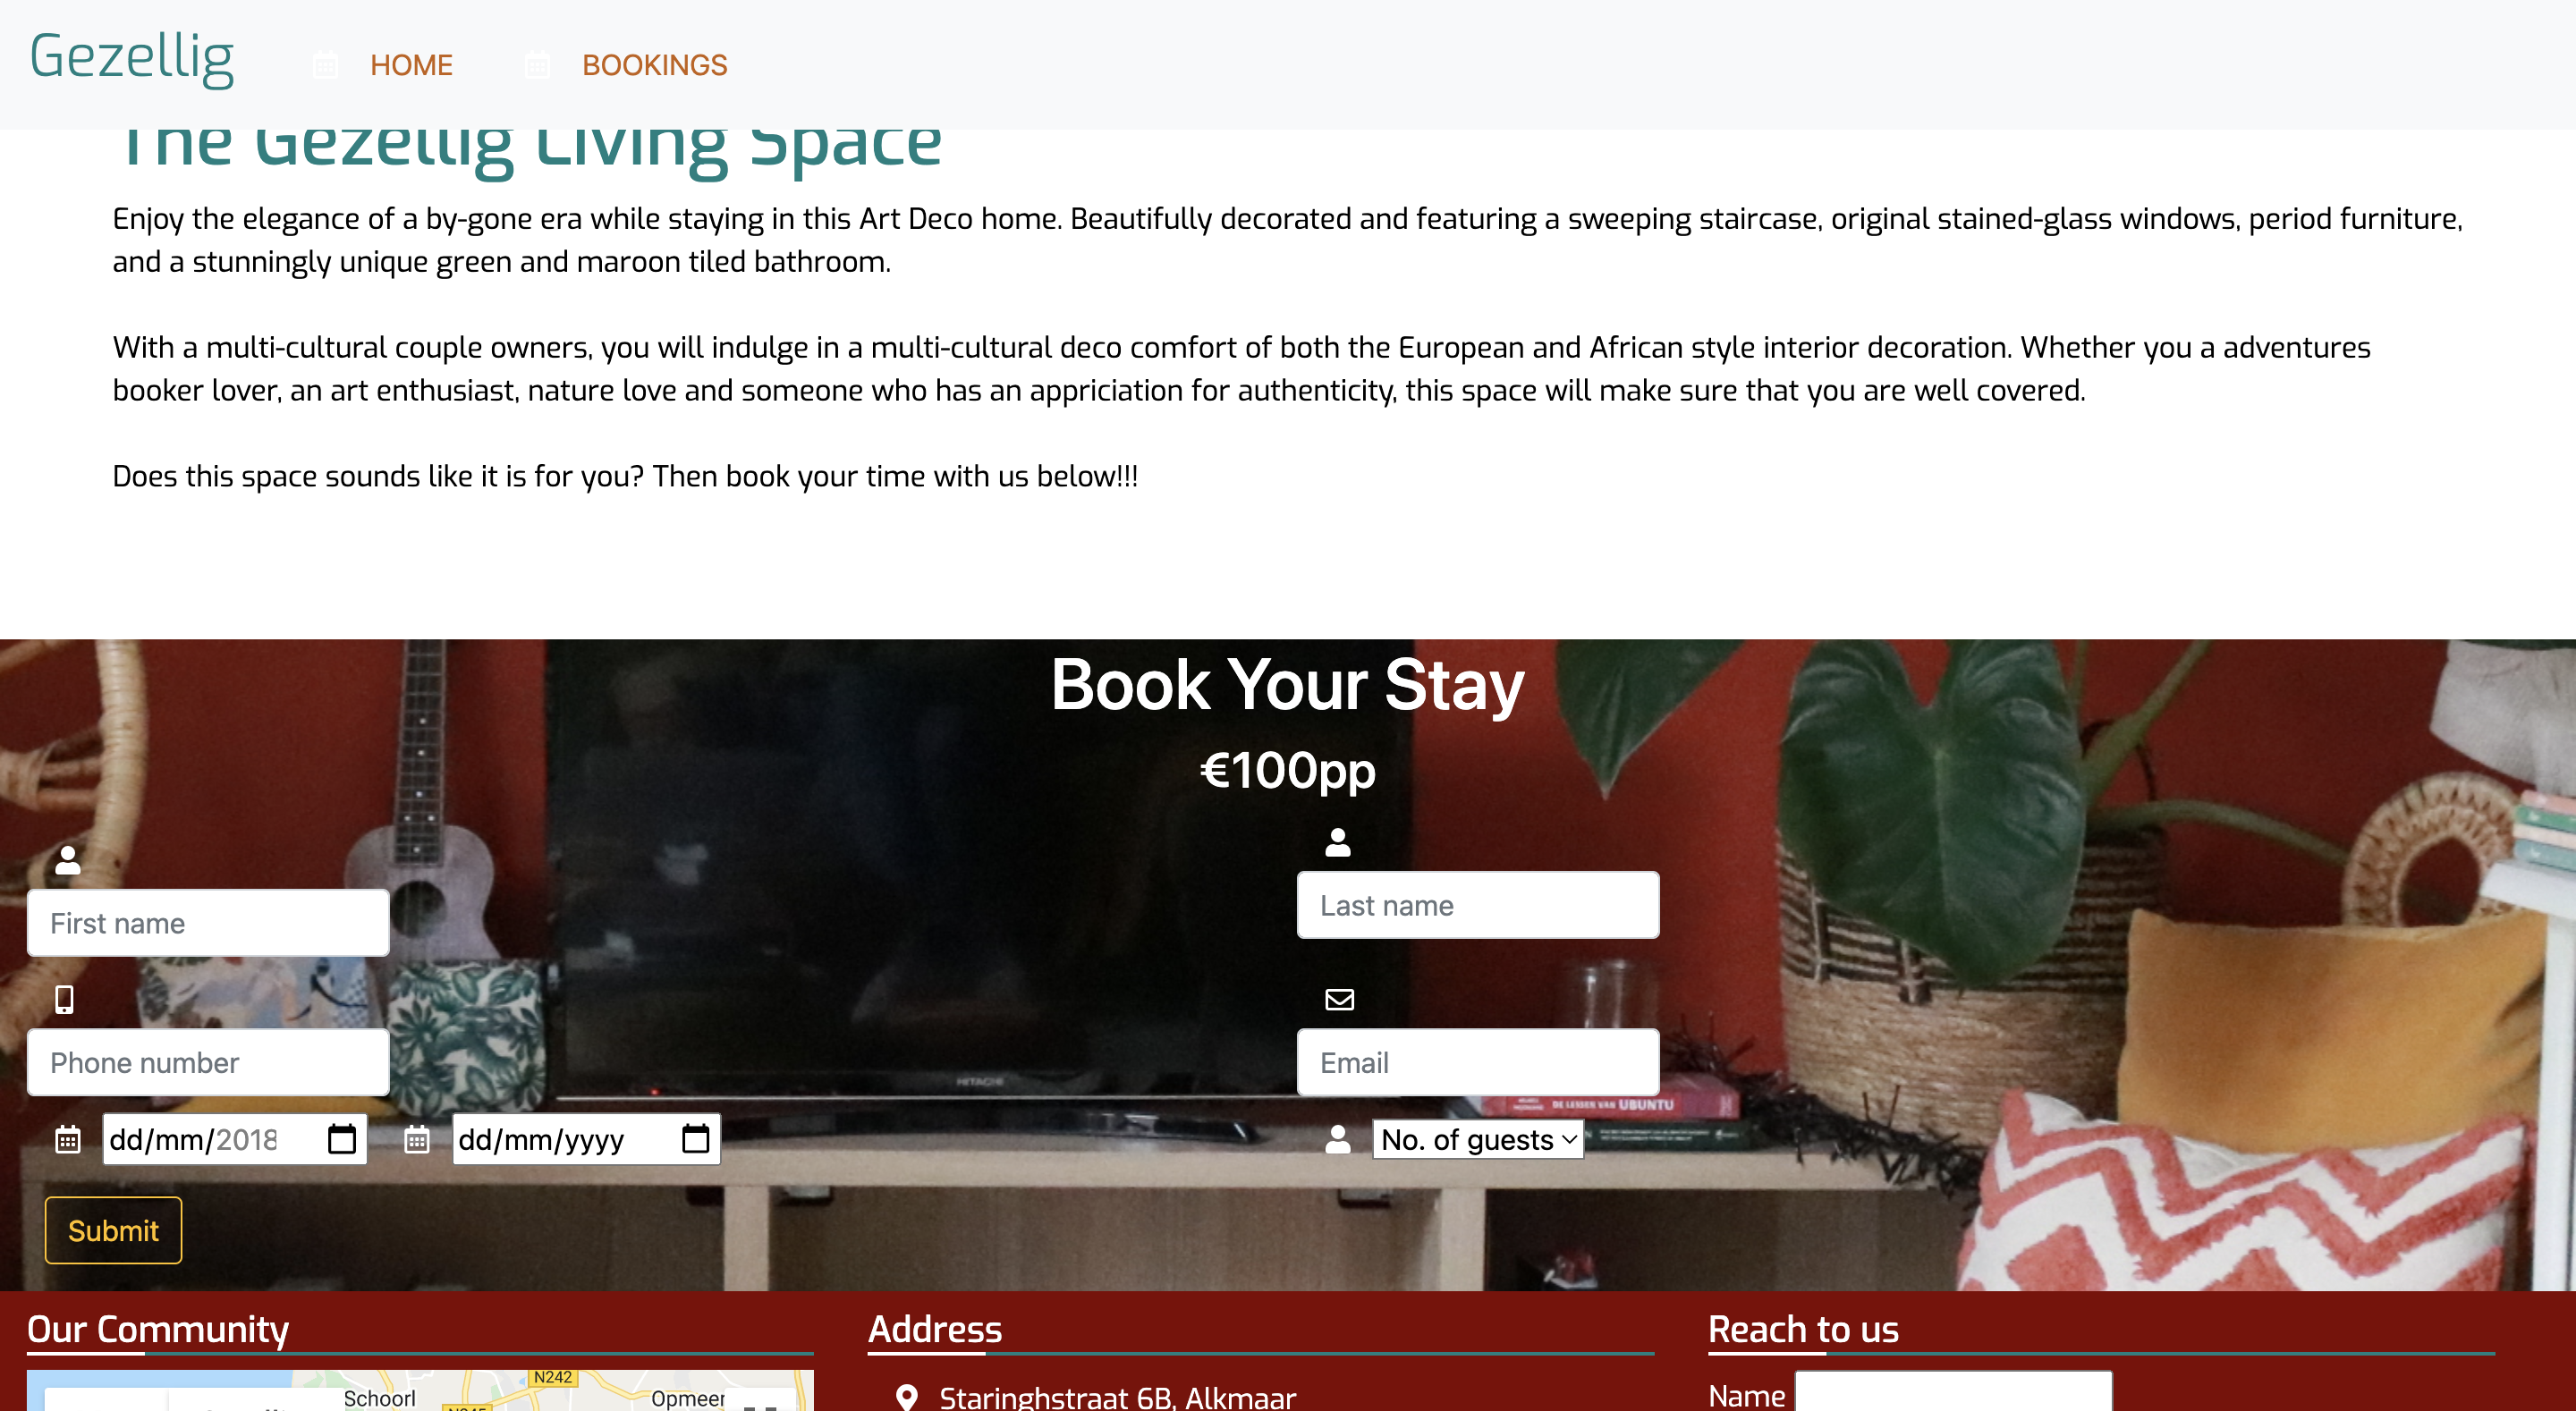 Gezellig
HOME
BOOKINGS
The Gezellig Living Space
Enjoy the elegance of a by-gone era while staying in this Art Deco home. Beautifully decorated and featuring a sweeping staircase, original stained-glass windows, period furniture,
and a stunningly unique green and maroon tiled bathroom.
With a multi-cultural couple owners, you will indulge in a multi-cultural deco comfort of both the European and African style interior decoration. Whether you a adventures
booker lover, an art enthusiast, nature love and someone who has an appriciation for authenticity, this space will make sure that you are well covered.
Does this space sounds like it is for you? Then book your time with us below!!!
Book Your Stay
€100pp
First name
Last name
Phone number
Email
HITACHI
DE LESSEN VAN UBUNTU
dd/mm/2018
dd/mm/yyyy
No. of guests
Submit
Our Community
Address
Reach to us
N242
Schoorl
Opmeer
Staringhstraat 6B, Alkmaar
Name